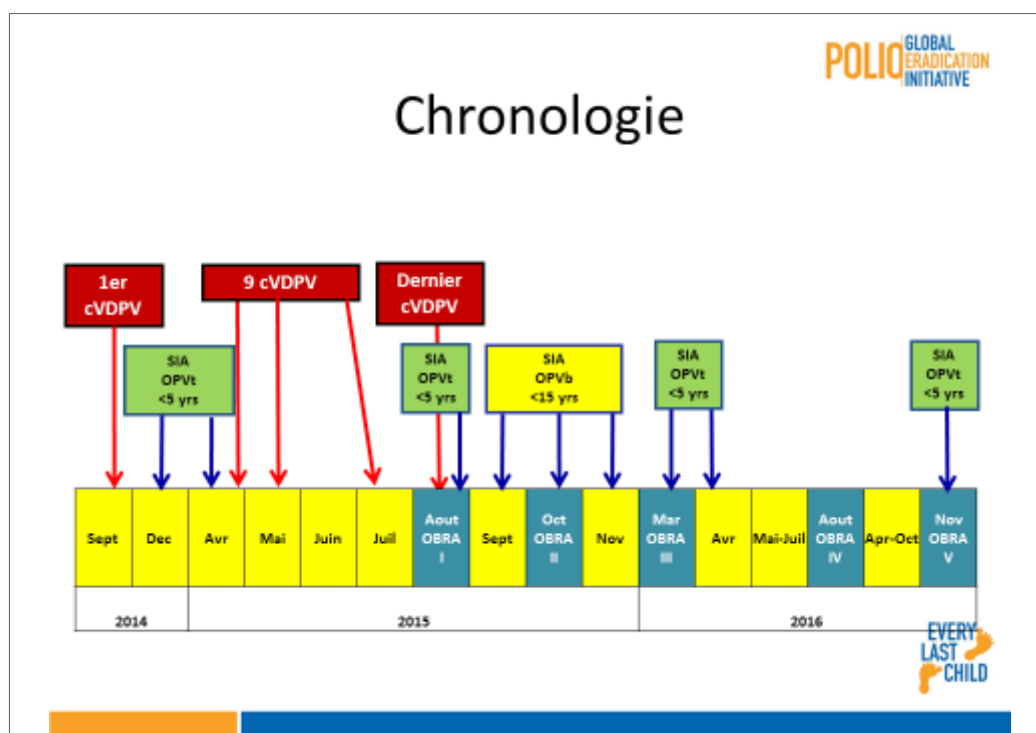 POLIO GLOBAL
ERADICATION
INITIATIVE
Chronologie
1er
cVDPV
9 cVDPV
Dernier
cVDPV
SIA
OPVt
<5 yrs
SIA
OPVt
<5 yrs
SIA
OPVb
<15 yrs
SIA
OPVt
<5 yrs
SIA
OPVt
<5 yrs
Sept
Dec
Avr
Mai
Juin
Juil
Aout
OBRA
I
Sept
Oct
OBRA
II
Nov
Mar
OBRA
III
Avr
Mai-Juil
Aout
OBRA
IV
Apr-Oct
Nov
OBRA
V
2014
2015
2016
EVERY
LAST
CHILD